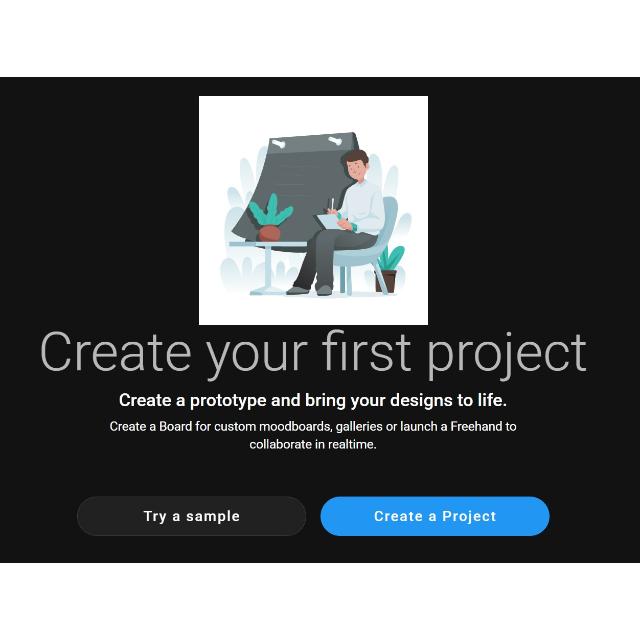 Create your first project
Create a prototype and bring your designs to life.
Create a Board for custom moodboards, galleries or launch a Freehand to
collaborate in realtime.
Try a sample
Create a Project